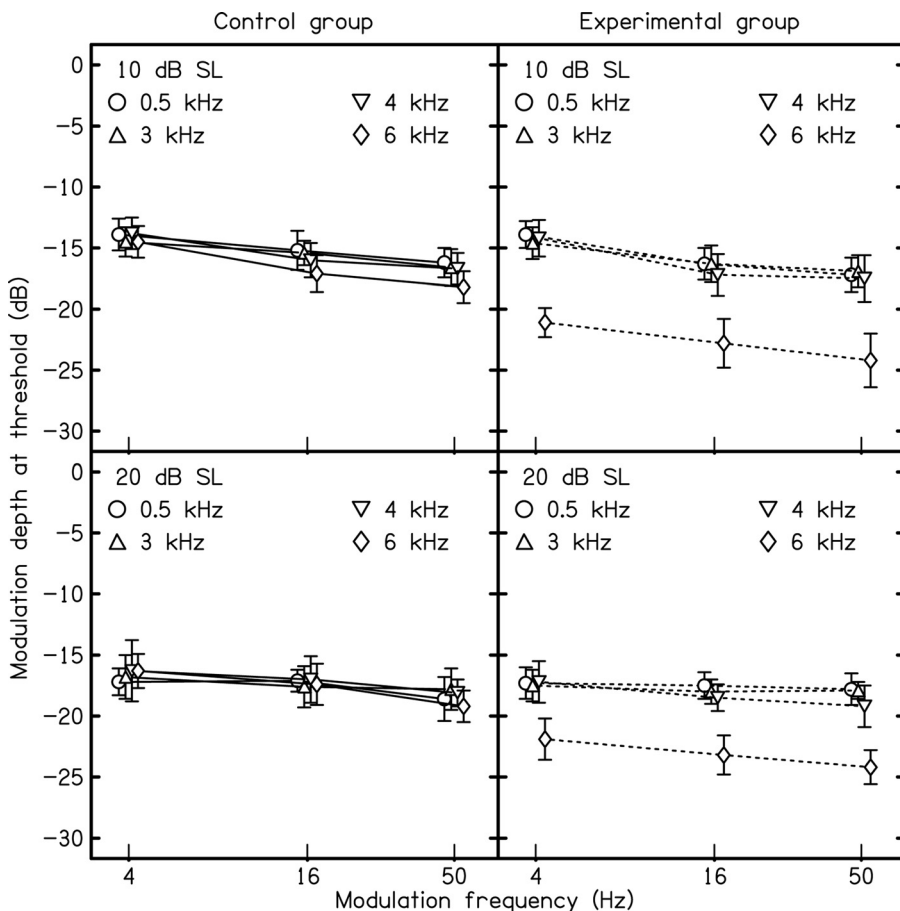 Control group
Experimental group
Modulation depth at threshold (dB)
0
−5
−10
−15
−20
−25
−30
10 dB SL
0.5 kHz
4 kHz
3 kHz
6 kHz
10 dB SL
0.5 kHz
4 kHz
3 kHz
6 kHz
0
−5
−10
−15
−20
−25
−30
20 dB SL
0.5 kHz
4 kHz
3 kHz
6 kHz
20 dB SL
0.5 kHz
4 kHz
3 kHz
6 kHz
4 16 50 4 16 50
Modulation frequency (Hz)